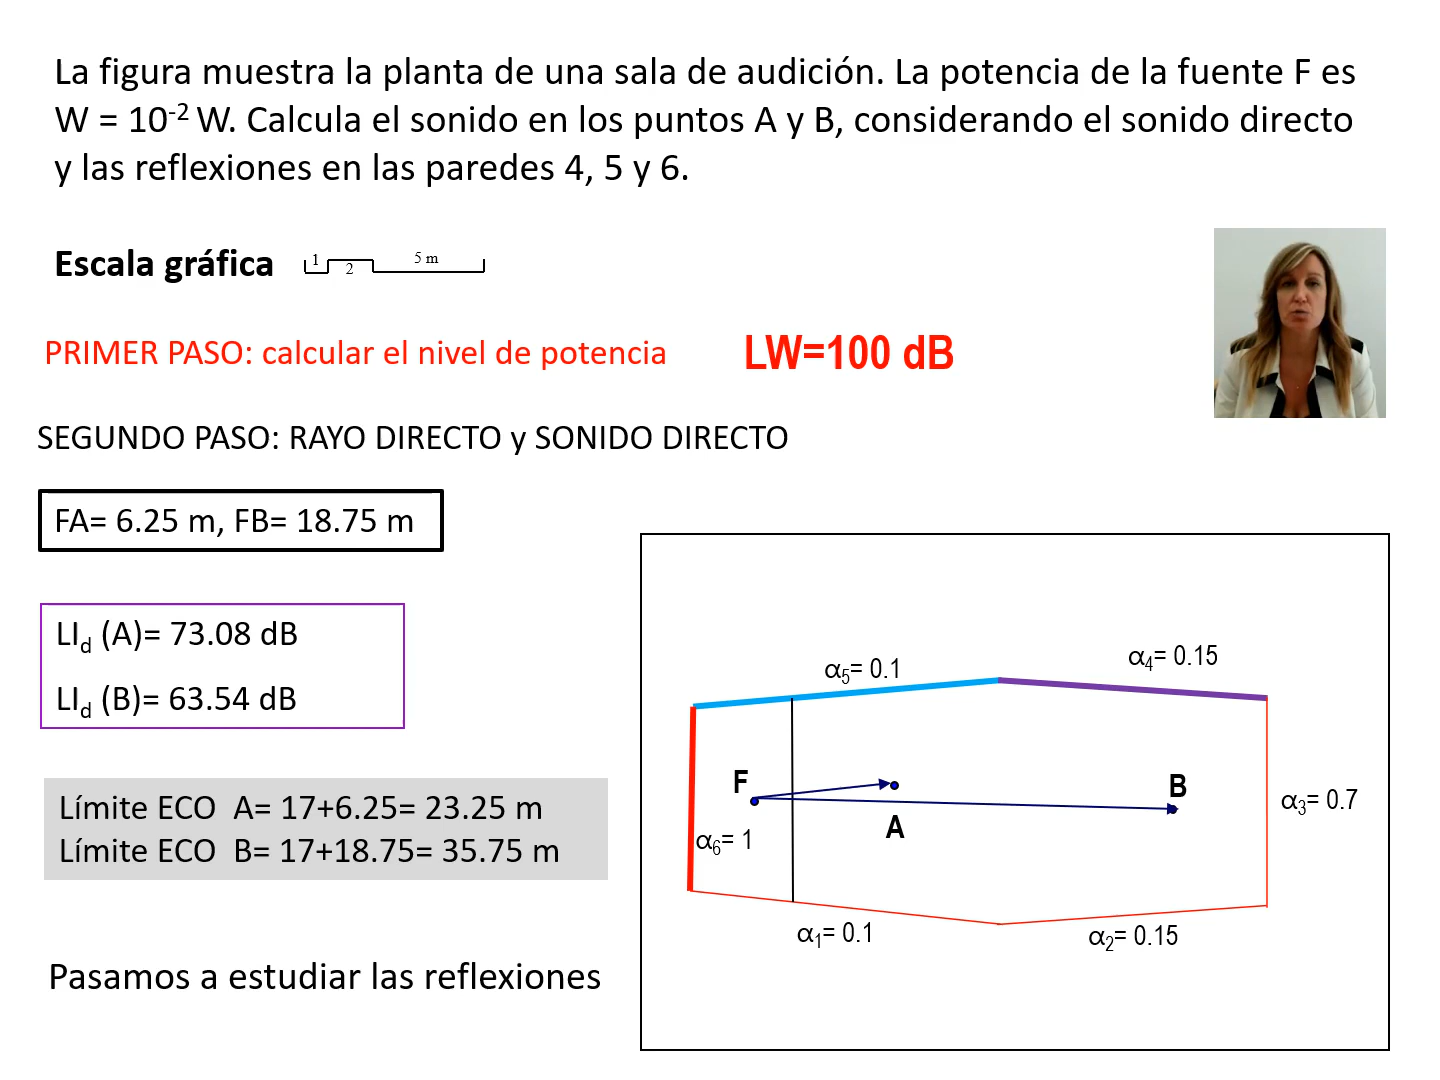 La figura muestra la planta de una sala de audición. La potencia de la fuente F es
W = 10⁻² W. Calcula el sonido en los puntos A y B, considerando el sonido directo
y las reflexiones en las paredes 4, 5 y 6.
Escala gráfica
1
2
5 m
PRIMER PASO: calcular el nivel de potencia
LW=100 dB
SEGUNDO PASO: RAYO DIRECTO y SONIDO DIRECTO
FA= 6.25 m, FB= 18.75 m
LId (A)= 73.08 dB
LId (B)= 63.54 dB
Límite ECO A= 17+6.25= 23.25 m
Límite ECO B= 17+18.75= 35.75 m
Pasamos a estudiar las reflexiones
α5= 0.1
α4= 0.15
F
B
A
α3= 0.7
α6= 1
α1= 0.1
α2= 0.15